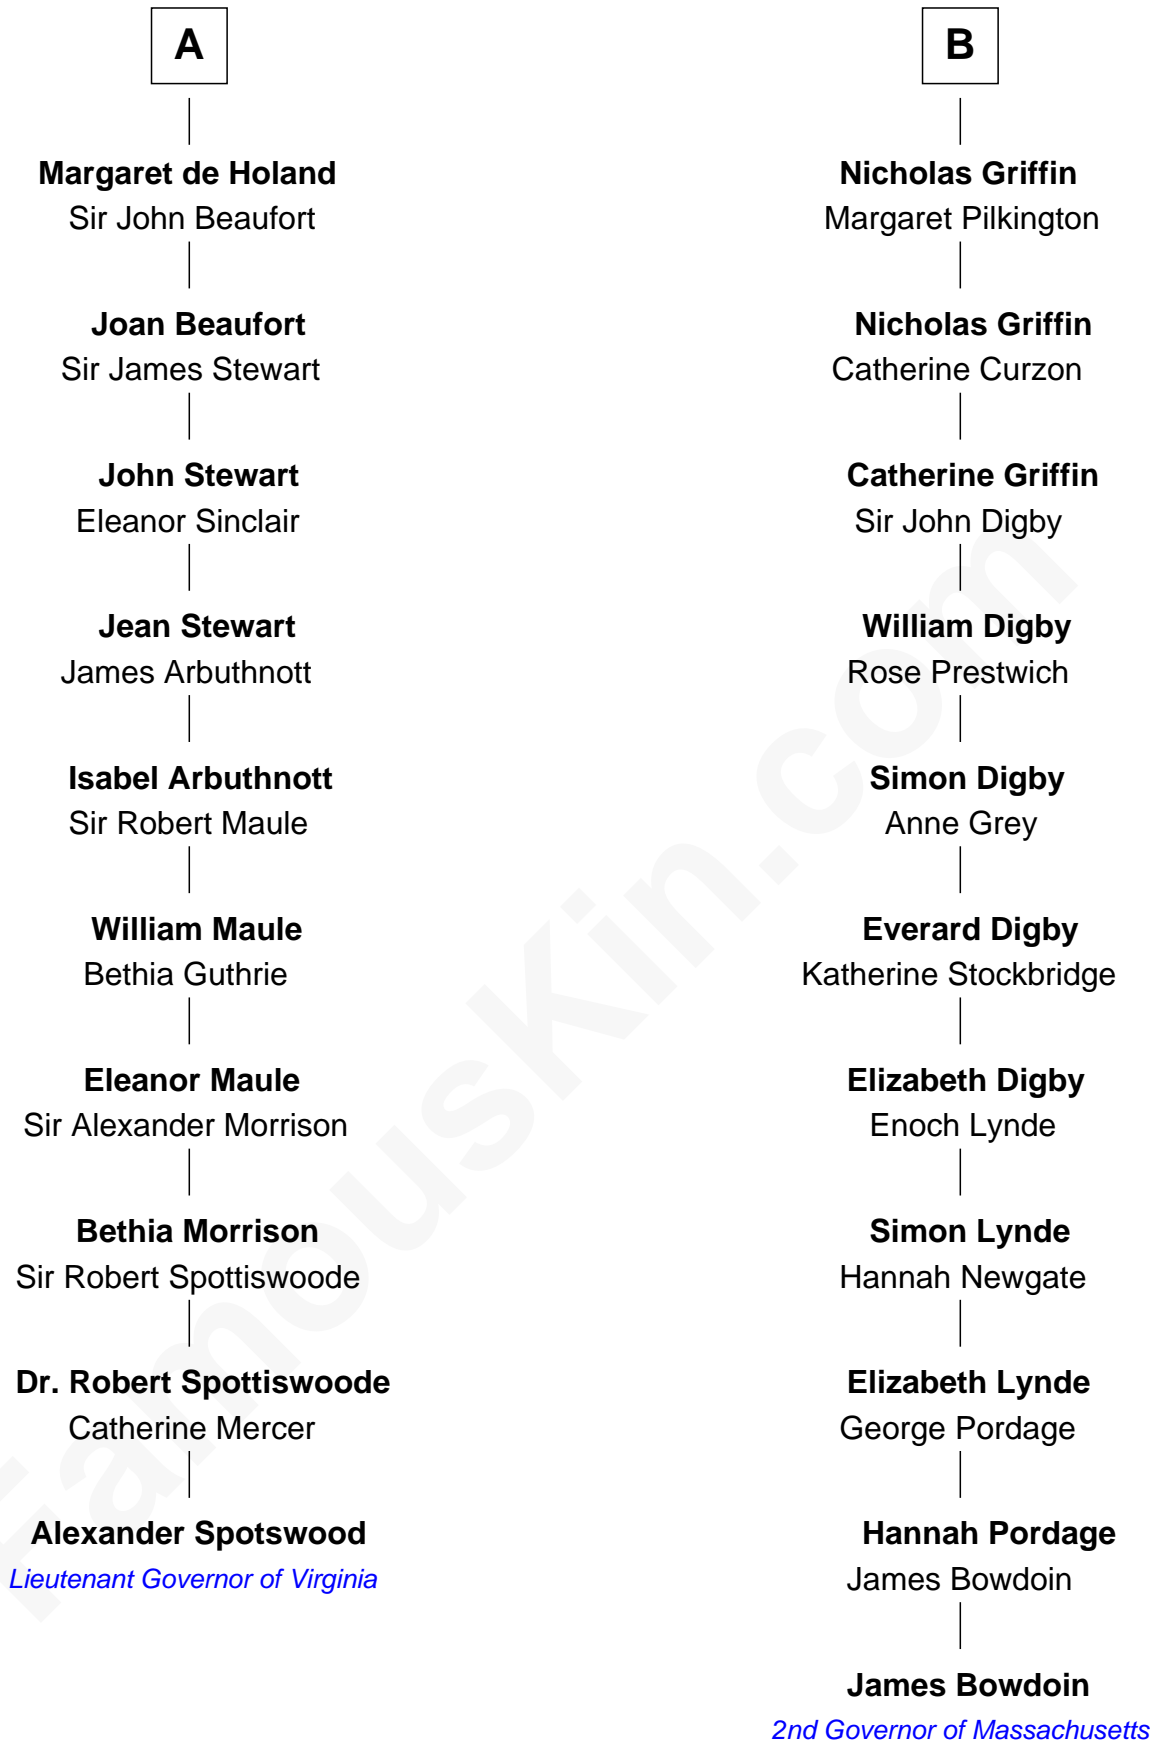 A
Margaret de Holand
Sir John Beaufort
Joan Beaufort
Sir James Stewart
John Stewart
Eleanor Sinclair
Jean Stewart
James Arbuthnott
Isabel Arbuthnott
Sir Robert Maule
William Maule
Bethia Guthrie
Eleanor Maule
Sir Alexander Morrison
Bethia Morrison
Sir Robert Spottiswoode
Dr. Robert Spottiswoode
Catherine Mercer
Alexander Spotswood
Lieutenant Governor of Virginia
B
Nicholas Griffin
Margaret Pilkington
Nicholas Griffin
Catherine Curzon
Catherine Griffin
Sir John Digby
William Digby
Rose Prestwich
Simon Digby
Anne Grey
Everard Digby
Katherine Stockbridge
Elizabeth Digby
Enoch Lynde
Simon Lynde
Hannah Newgate
Elizabeth Lynde
George Pordage
Hannah Pordage
James Bowdoin
James Bowdoin
2nd Governor of Massachusetts
FamousKin.com